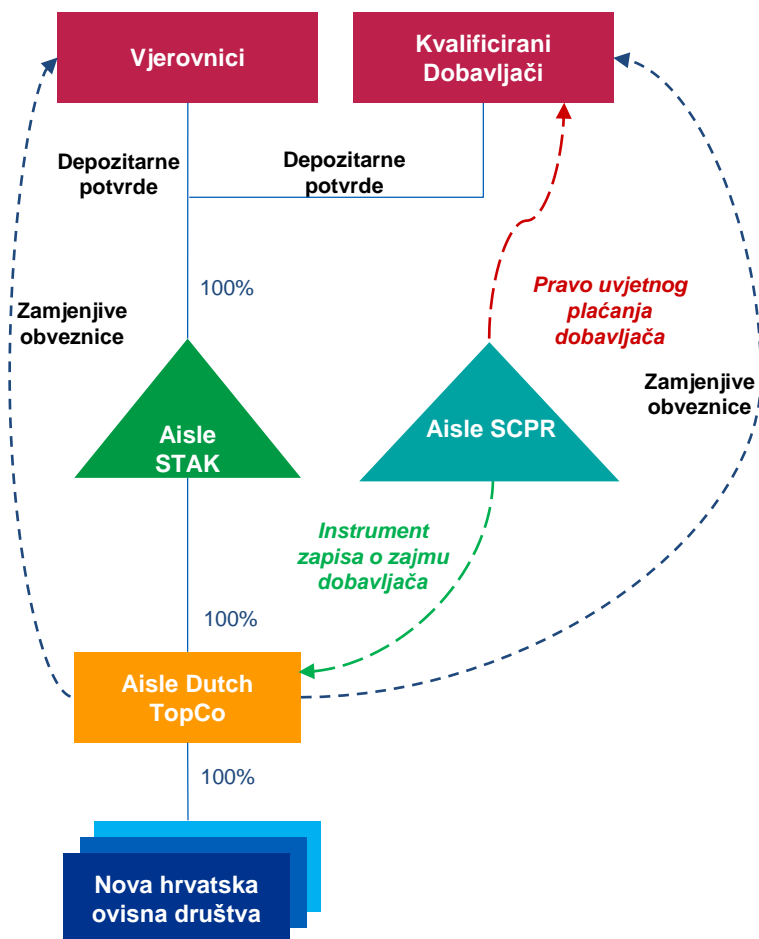 Vjerovnici
Kvalificirani
Dobavljači
Depozitarne
potvrde
Depozitarne
potvrde
100%
Zamjenjive
obveznice
Pravo uvjetnog
plaćanja
dobavljača
Zamjenjive
obveznice
Aisle
STAK
Aisle SCPR
Instrument
zapisa o zajmu
dobavljača
100%
Aisle Dutch
TopCo
100%
Nova hrvatska
ovisna društva